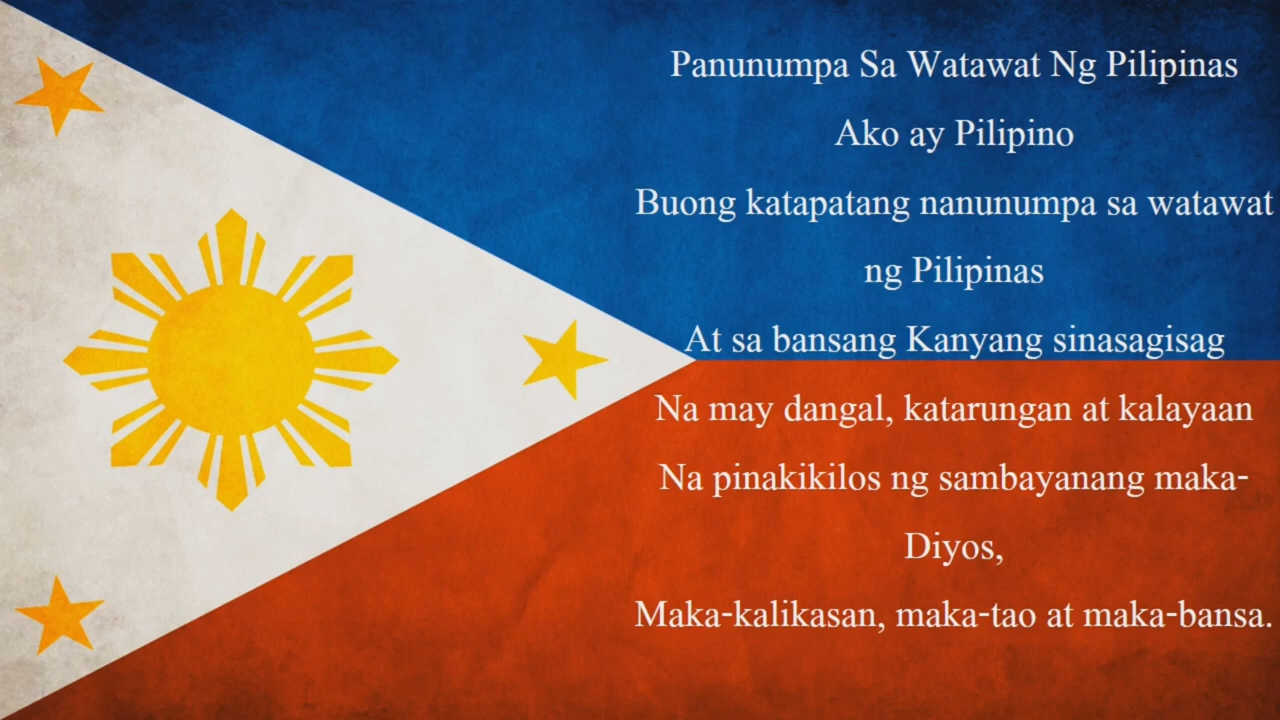 Panunumpa Sa Watawat Ng Pilipinas
Ako ay Pilipino
Buong katapatang nanunumpa sa watawat
ng Pilipinas
At sa bansang Kanyang sinasagisag
Na may dangal, katarungan at kalayaan
Na pinakikilos ng sambayanang maka-
Diyos,
Maka-kalikasan, maka-tao at maka-bansa.